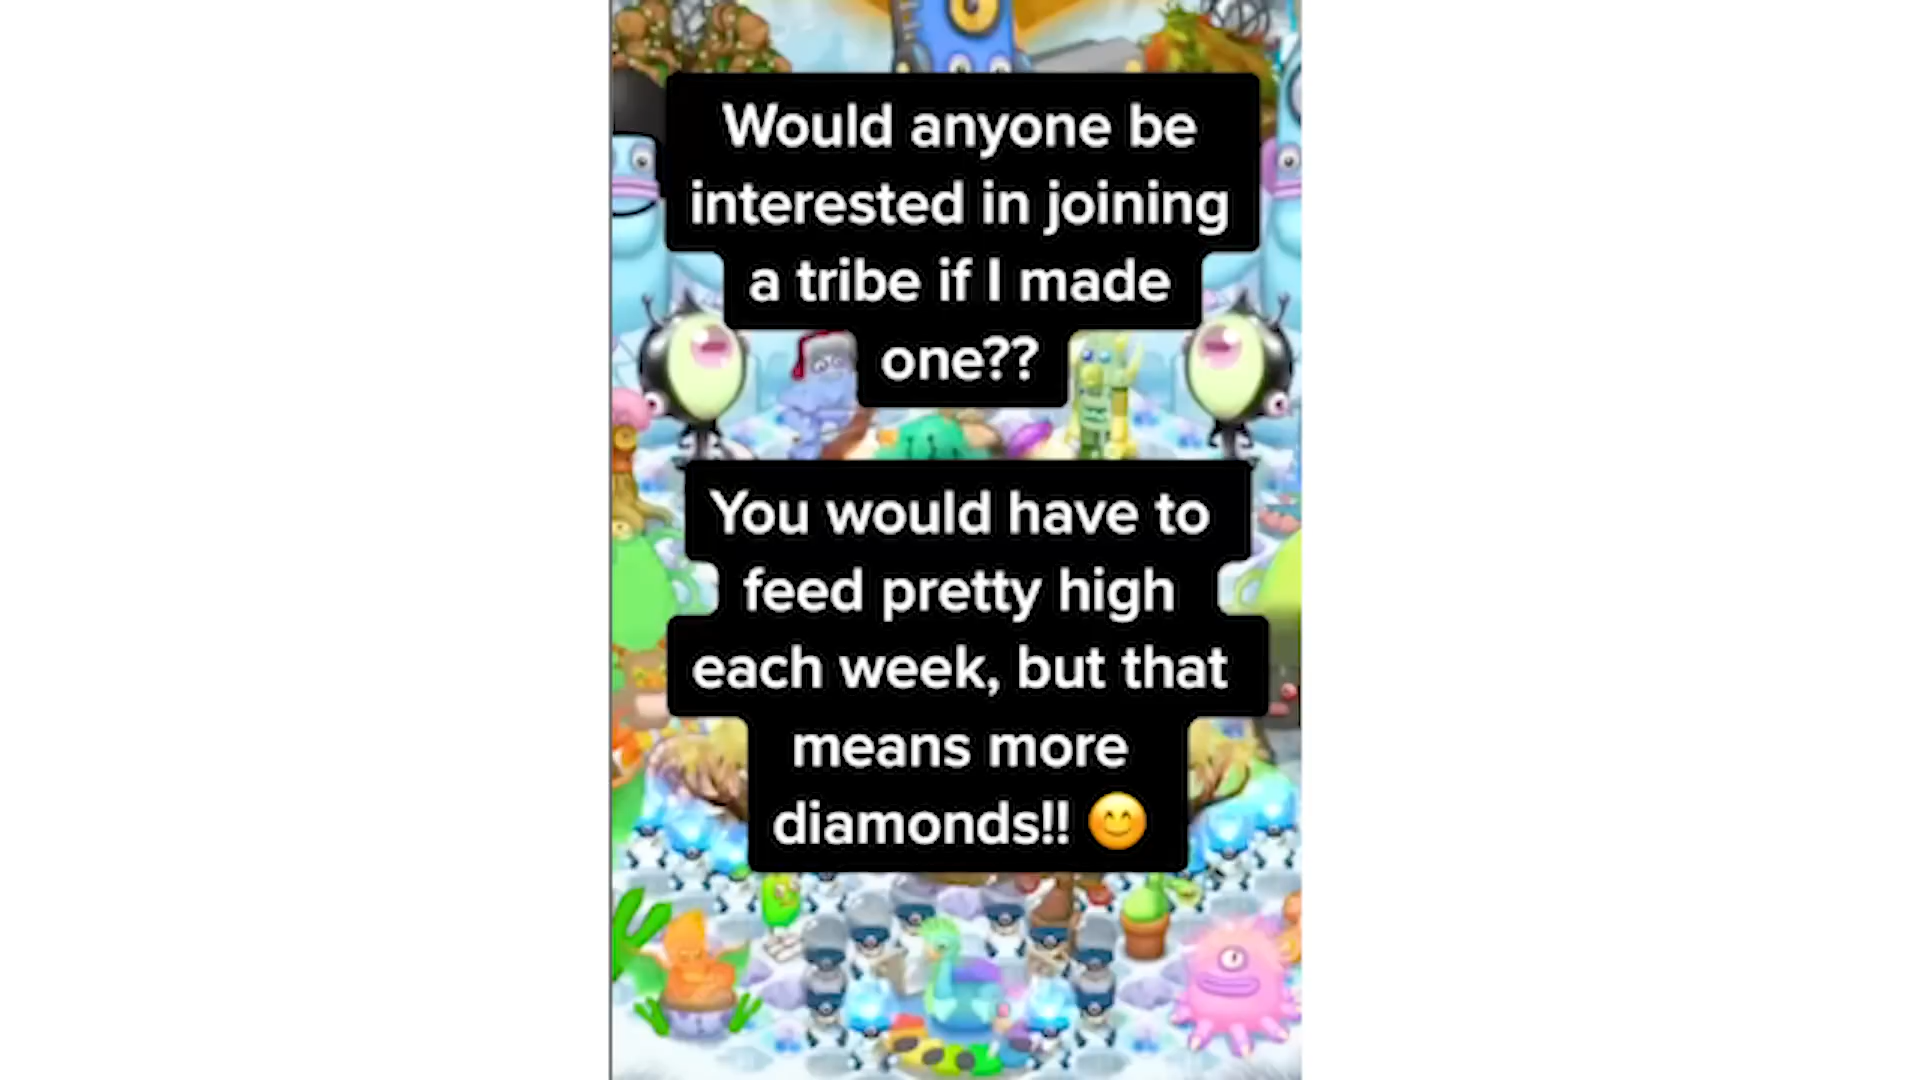 Would anyone be
interested in joining
a tribe if I made
one??
You would have to
feed pretty high
each week, but that
means more
diamonds!! 😊